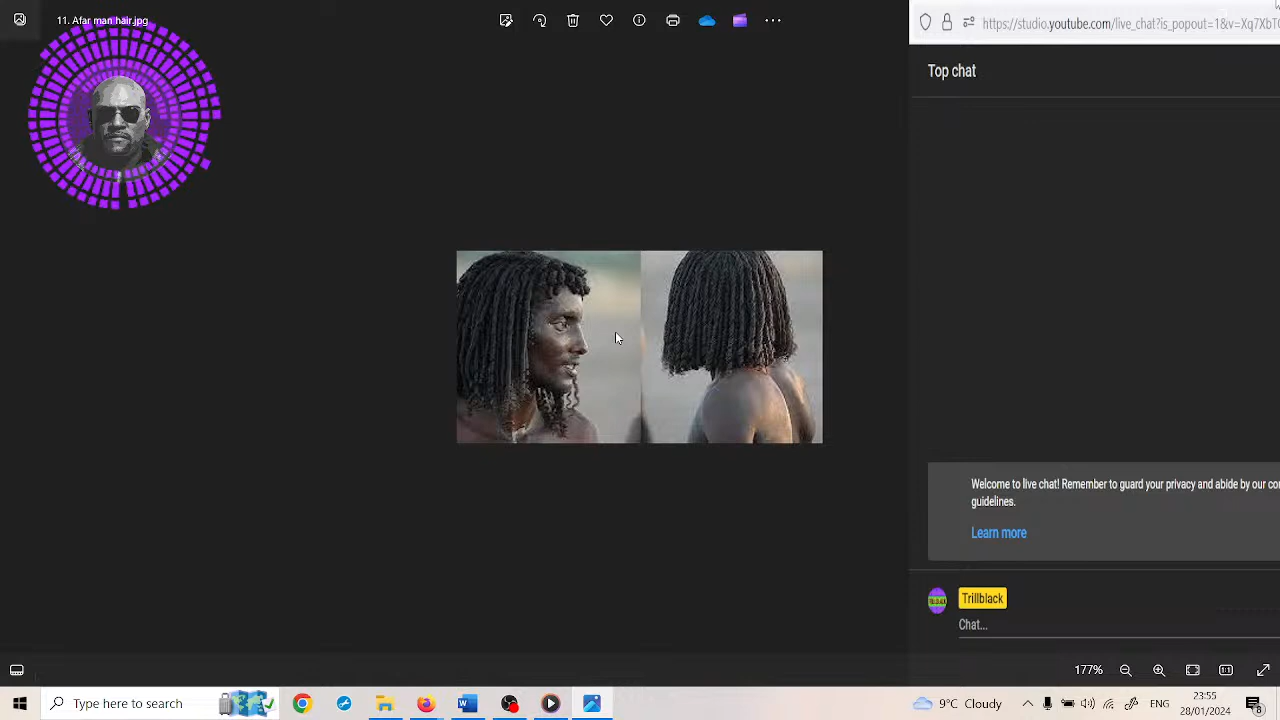 11. Afar man hair.jpg
https://studio.youtube.com/live_chat?is_popout=1&v=Xq7Xb1
Top chat
Welcome to live chat! Remember to guard your privacy and abide by our
guidelines.
Learn more
Trillblack
Chat...
177%
Type here to search
9°C Cloudy
ENG
23:55
28/01/2024